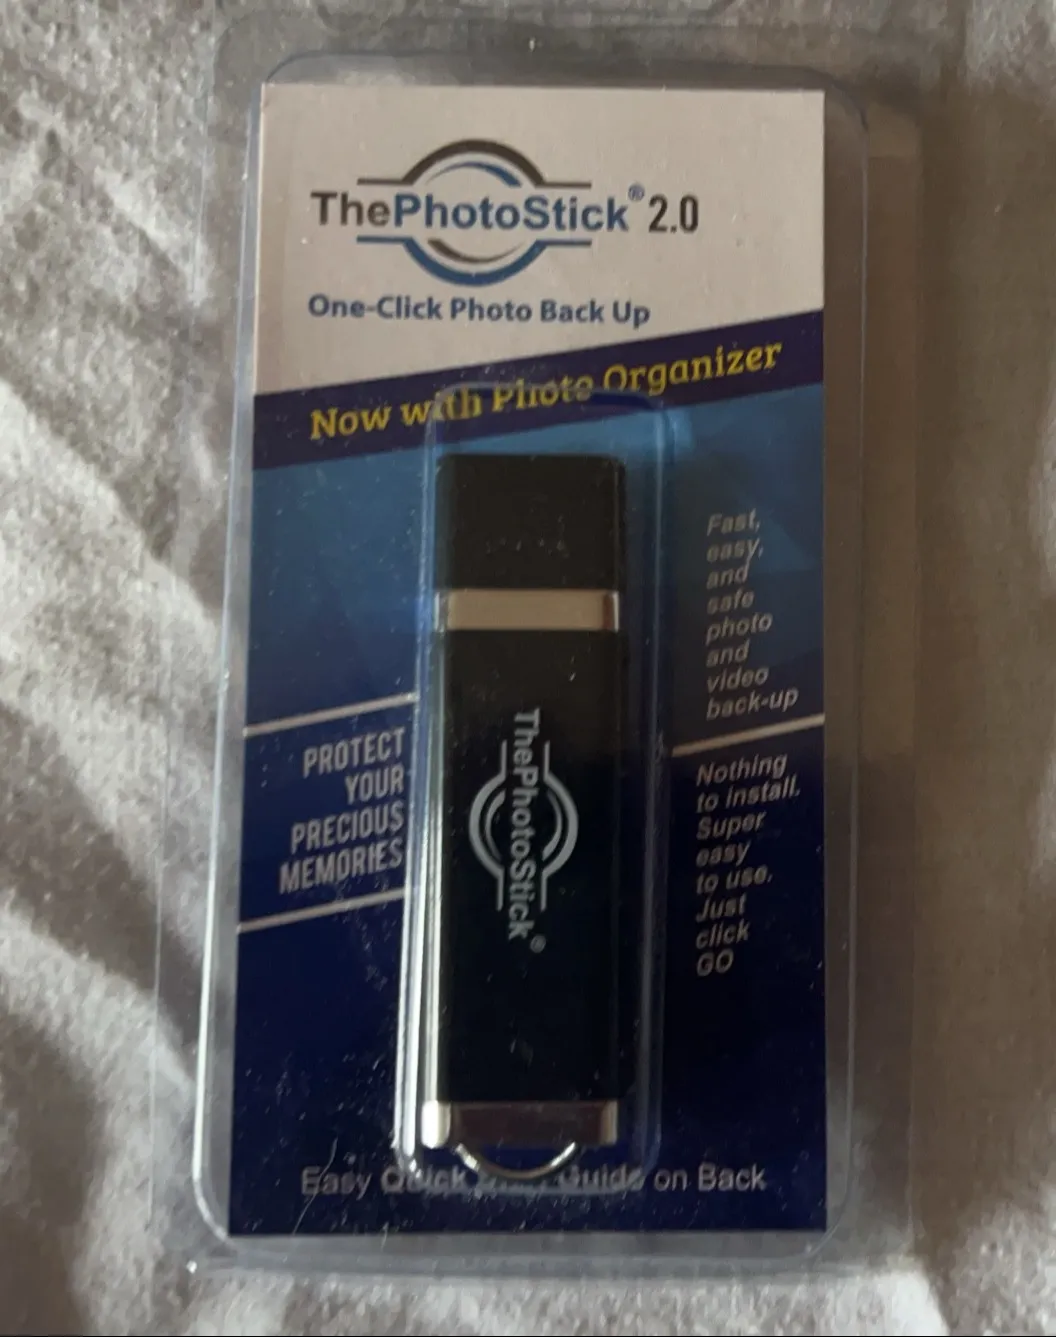 ThePhotoStick® 2.0
One-Click Photo Back Up
Now with Photo Organizer
Fast,
easy,
and
safe
photo
and
video
back-up
PROTECT
YOUR
PRECIOUS
MEMORIES
Nothing
to install.
Super
easy
to use.
Just
click
GO
ThePhotoStick®
Easy Quick Guide on Back